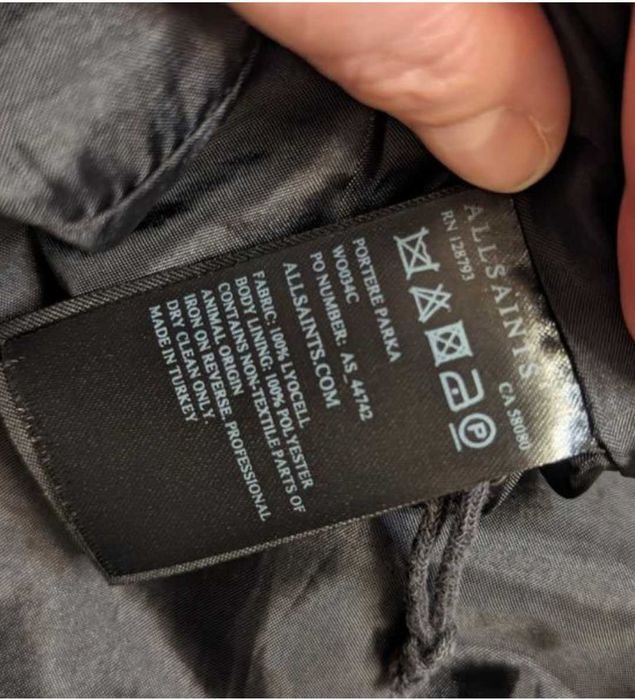 ALLSAINTS
RN 128793 CA 58080
P
PORTERE PARKA
WO034C
PO NUMBER: AS_44742
ALLSAINTS.COM
FABRIC: 100% LYOCELL
BODY LINING: 100% POLYESTER
CONTAINS NON-TEXTILE PARTS OF
ANIMAL ORIGIN
IRON ON REVERSE. PROFESSIONAL
DRY CLEAN ONLY.
MADE IN TURKEY